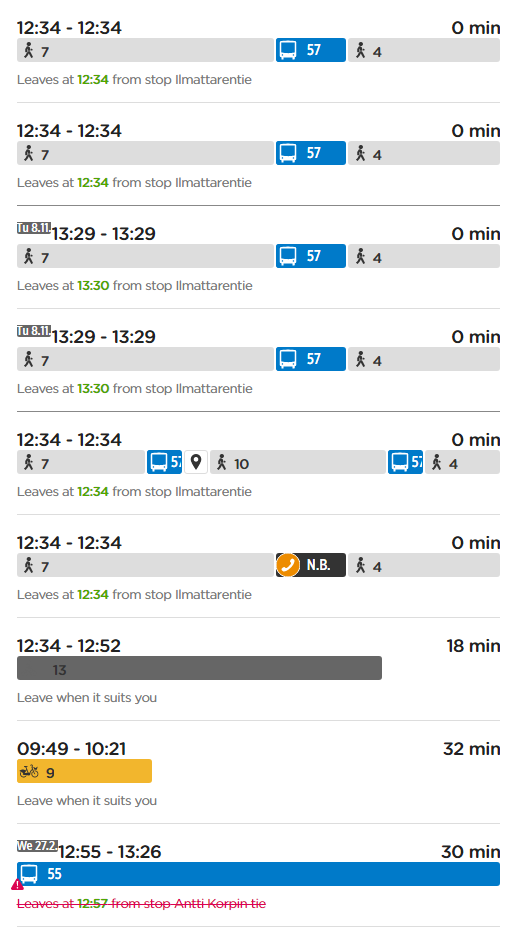 12:34 - 12:34 0 min
7 57 4
Leaves at 12:34 from stop Ilmattarentie
12:34 - 12:34 0 min
7 57 4
Leaves at 12:34 from stop Ilmattarentie
Tu 8.11. 13:29 - 13:29 0 min
7 57 4
Leaves at 13:30 from stop Ilmattarentie
Tu 8.11. 13:29 - 13:29 0 min
7 57 4
Leaves at 13:30 from stop Ilmattarentie
12:34 - 12:34 0 min
7 57 10 57 4
Leaves at 12:34 from stop Ilmattarentie
12:34 - 12:34 0 min
7 N.B. 4
Leaves at 12:34 from stop Ilmattarentie
12:34 - 12:52 18 min
13
Leave when it suits you
09:49 - 10:21 32 min
9
Leave when it suits you
We 27.2. 12:55 - 13:26 30 min
55
Leaves at 12:57 from stop Antti Korpin tie